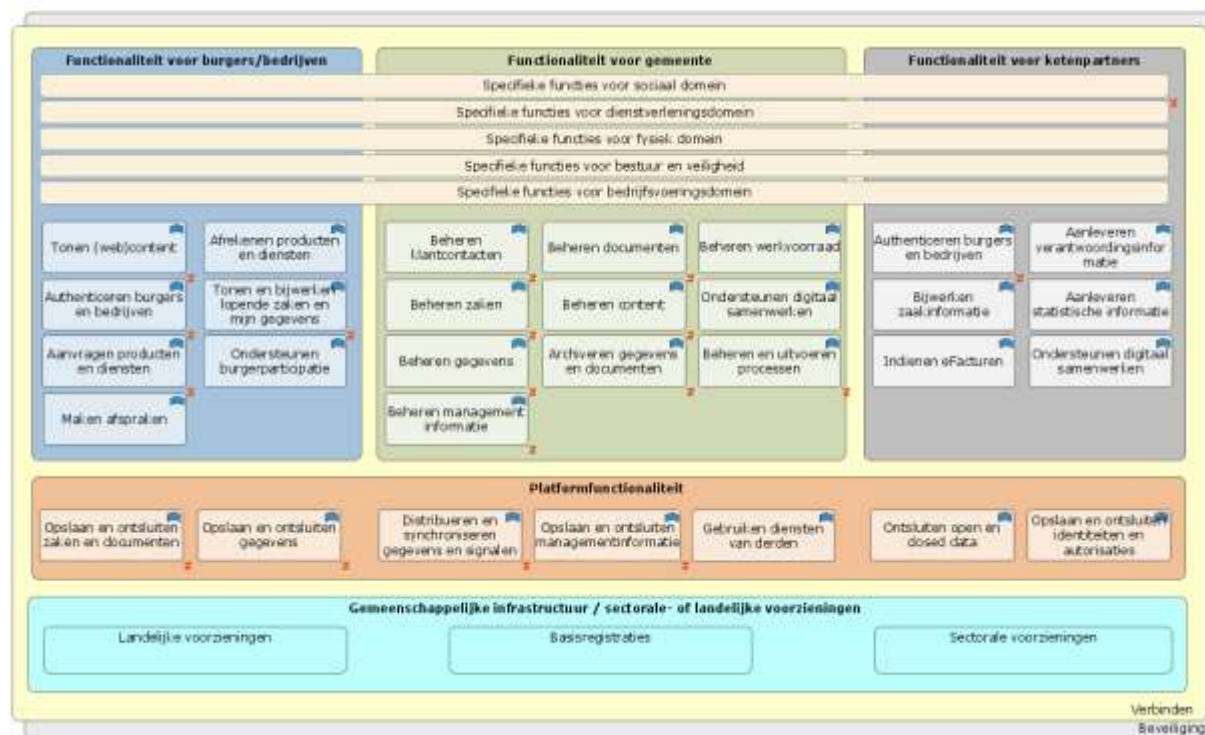 Functionaliteit voor burgers/bedrijven
Functionaliteit voor gemeente
Functionaliteit voor ketenpartners
Specifieke functies voor sociaal domein
Specifieke functies voor dienstverleningsdomein
Specifieke functies voor fysiek domein
Specifieke functies voor bestuur en veiligheid
Specifieke functies voor bedrijfsvoeringsdomein
Tonen (web)content
Afrekenen producten
en diensten
Authenticeren burgers
en bedrijven
Tonen en bijwerken
lopende zaken en
mijn gegevens
Aanvragen producten
en diensten
Ondersteunen
burgerparticipatie
Maken afspraken
Beheren
klantcontacten
Beheren documenten
Beheren werkvoorraad
Beheren zaken
Beheren content
Ondersteunen digitaal
samenwerken
Beheren gegevens
Archiveren gegevens
en documenten
Beheren en uitvoeren
processen
Beheren management
informatie
Authenticeren burgers
en bedrijven
Aanleveren
verantwoordingsinfor
matie
Bijwerken
zaakinformatie
Aanleveren
statistische informatie
Indienen eFacturen
Ondersteunen digitaal
samenwerken
Platformfunctionaliteit
Opslaan en ontsluiten
zaken en documenten
Opslaan en ontsluiten
gegevens
Distribueren en
synchroniseren
gegevens en signalen
Opslaan en ontsluiten
managementinformatie
Gebruiken diensten
van derden
Ontsluiten open en
closed data
Opslaan en ontsluiten
identiteiten en
autorisaties
Gemeenschappelijke infrastructuur / sectorale- of landelijke voorzieningen
Landelijke voorzieningen
Basisregistraties
Sectorale voorzieningen
Verbinden
Beveiliging